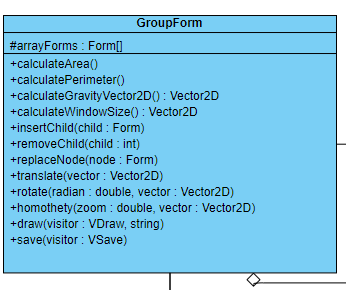 GroupForm
#arrayForms : Form[]
+calculateArea()
+calculatePerimeter()
+calculateGravityVector2D() : Vector2D
+calculateWindowSize() : Vector2D
+insertChild(child : Form)
+removeChild(child : int)
+replaceNode(node : Form)
+translate(vector : Vector2D)
+rotate(radian : double, vector : Vector2D)
+homothety(zoom : double, vector : Vector2D)
+draw(visitor : VDraw, string)
+save(visitor : VSave)